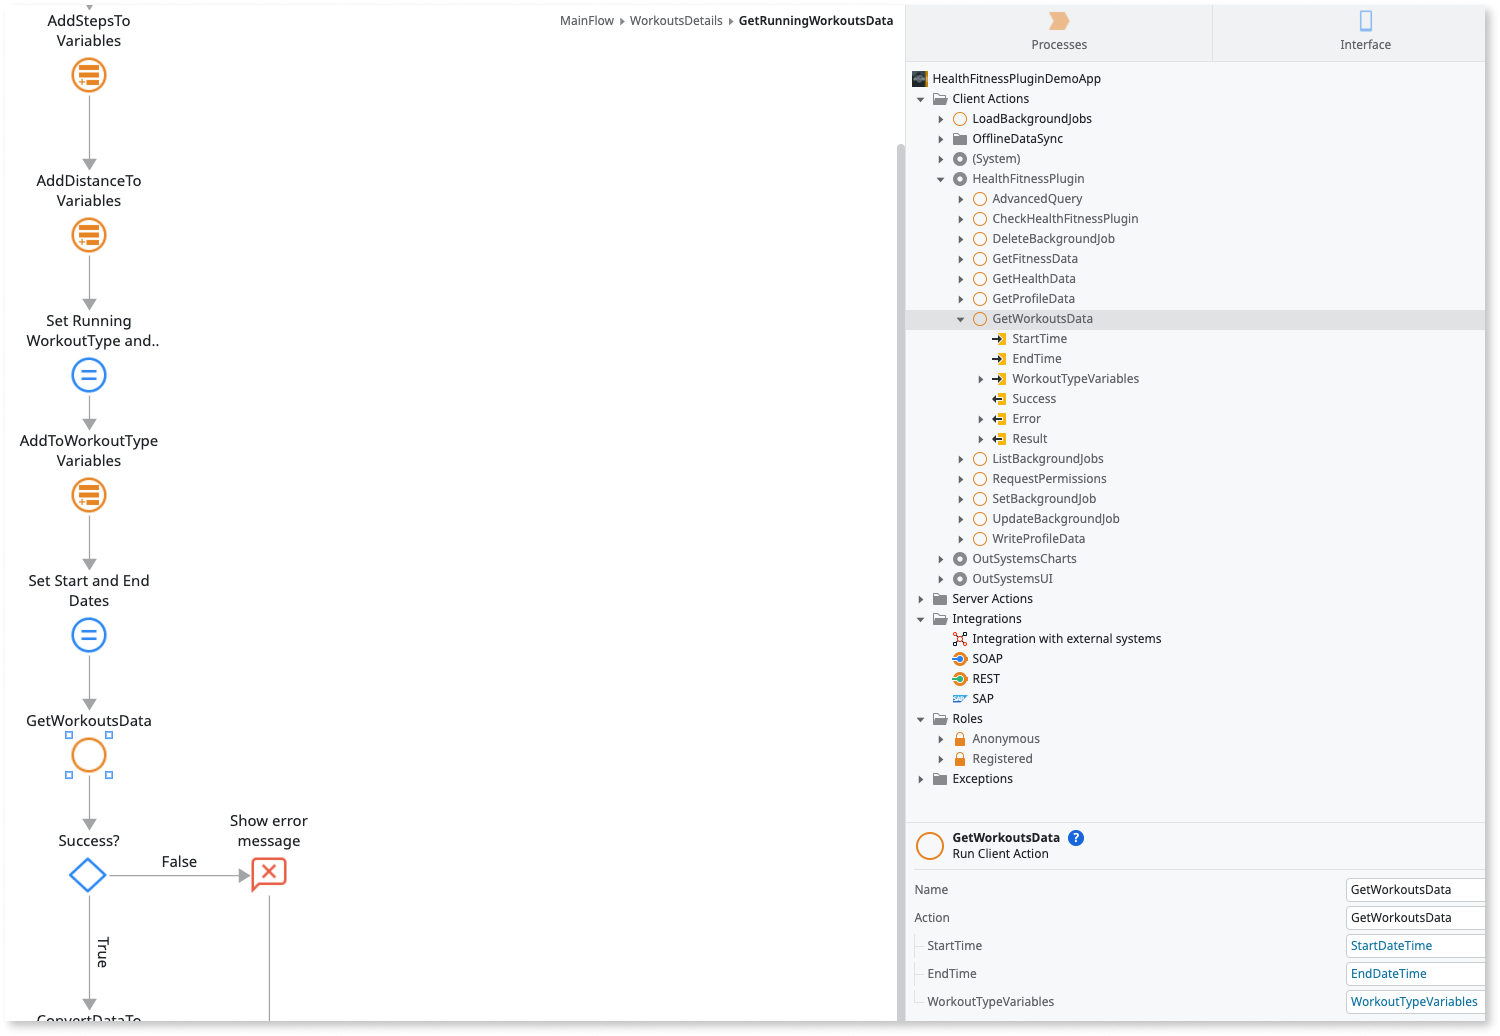 AddStepsTo
Variables
AddDistanceTo
Variables
Set Running
WorkoutType and..
AddToWorkoutType
Variables
Set Start and End
Dates
GetWorkoutsData
Success?
False
Show error
message
True
ConvertDataTo
MainFlow WorkoutsDetails GetRunningWorkoutsData
Processes
Interface
HealthFitnessPluginDemoApp
Client Actions
LoadBackgroundJobs
OfflineDataSync
(System)
HealthFitnessPlugin
AdvancedQuery
CheckHealthFitnessPlugin
DeleteBackgroundJob
GetFitnessData
GetHealthData
GetProfileData
GetWorkoutsData
StartTime
EndTime
WorkoutTypeVariables
Success
Error
Result
ListBackgroundJobs
RequestPermissions
SetBackgroundJob
UpdateBackgroundJob
WriteProfileData
OutSystemsCharts
OutSystemsUI
Server Actions
Integrations
Integration with external systems
SOAP
REST
SAP
Roles
Anonymous
Registered
Exceptions
GetWorkoutsData ?
Run Client Action
Name GetWorkoutsData
Action GetWorkoutsData
StartTime StartDateTime
EndTime EndDateTime
WorkoutTypeVariables WorkoutTypeVariables